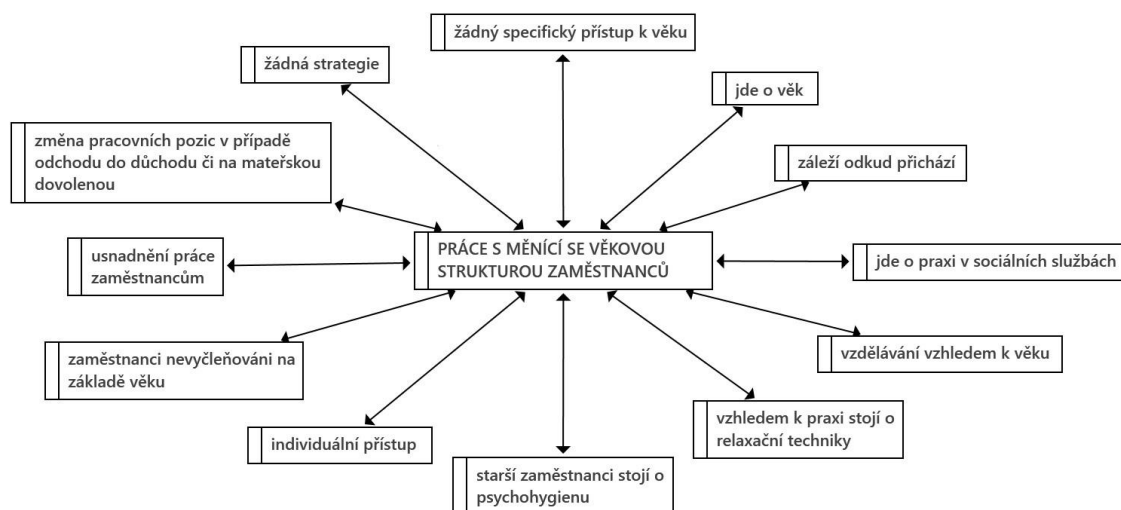 žádný specifický přístup k věku
žádná strategie
jde o věk
změna pracovních pozic v případě
odchodu do důchodu či na mateřskou
dovolenou
záleží odkud přichází
usnadnění práce
zaměstnancům
PRÁCE S MĚNÍCÍ SE VĚKOVOU
STRUKTUROU ZAMĚSTNANCŮ
jde o praxi v sociálních službách
zaměstnanci nevyčleňováni na
základě věku
vzdělávání vzhledem k věku
individuální přístup
vzhledem k praxi stojí o
relaxační techniky
starší zaměstnanci stojí o
psychohygienu